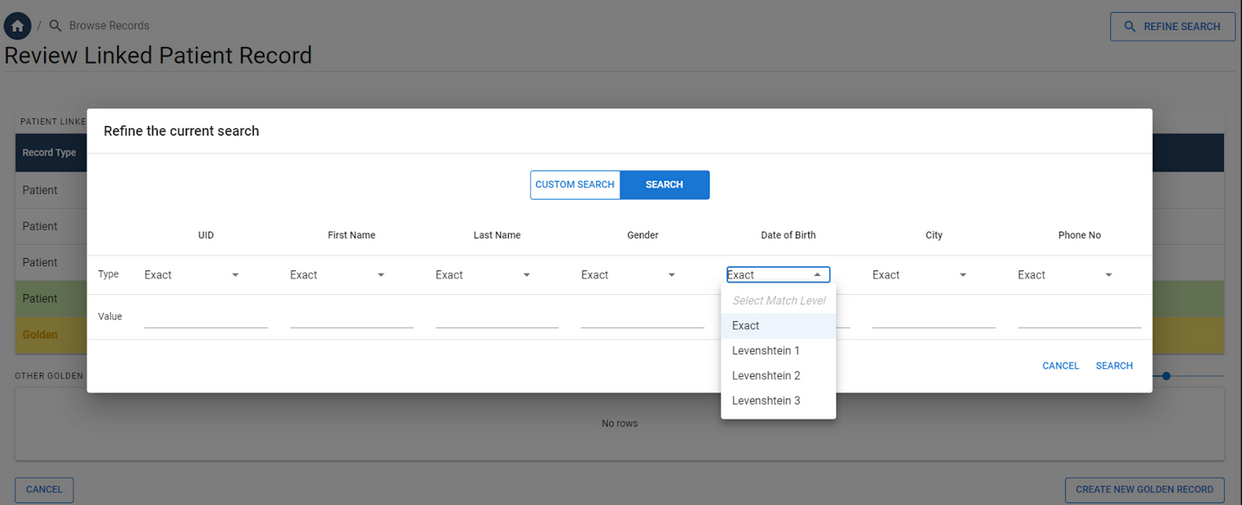 / Browse Records
REFINE SEARCH
Review Linked Patient Record
PATIENT LINKE
Refine the current search
Record Type
CUSTOM SEARCH SEARCH
Patient
Patient
UID First Name Last Name Gender Date of Birth City Phone No
Patient
Type Exact Exact Exact Exact Exact Exact Exact
Patient
Select Match Level
Value
Exact
Golden
Levenshtein 1
CANCEL SEARCH
OTHER GOLDEN
Levenshtein 2
Levenshtein 3
No rows
CANCEL
CREATE NEW GOLDEN RECORD